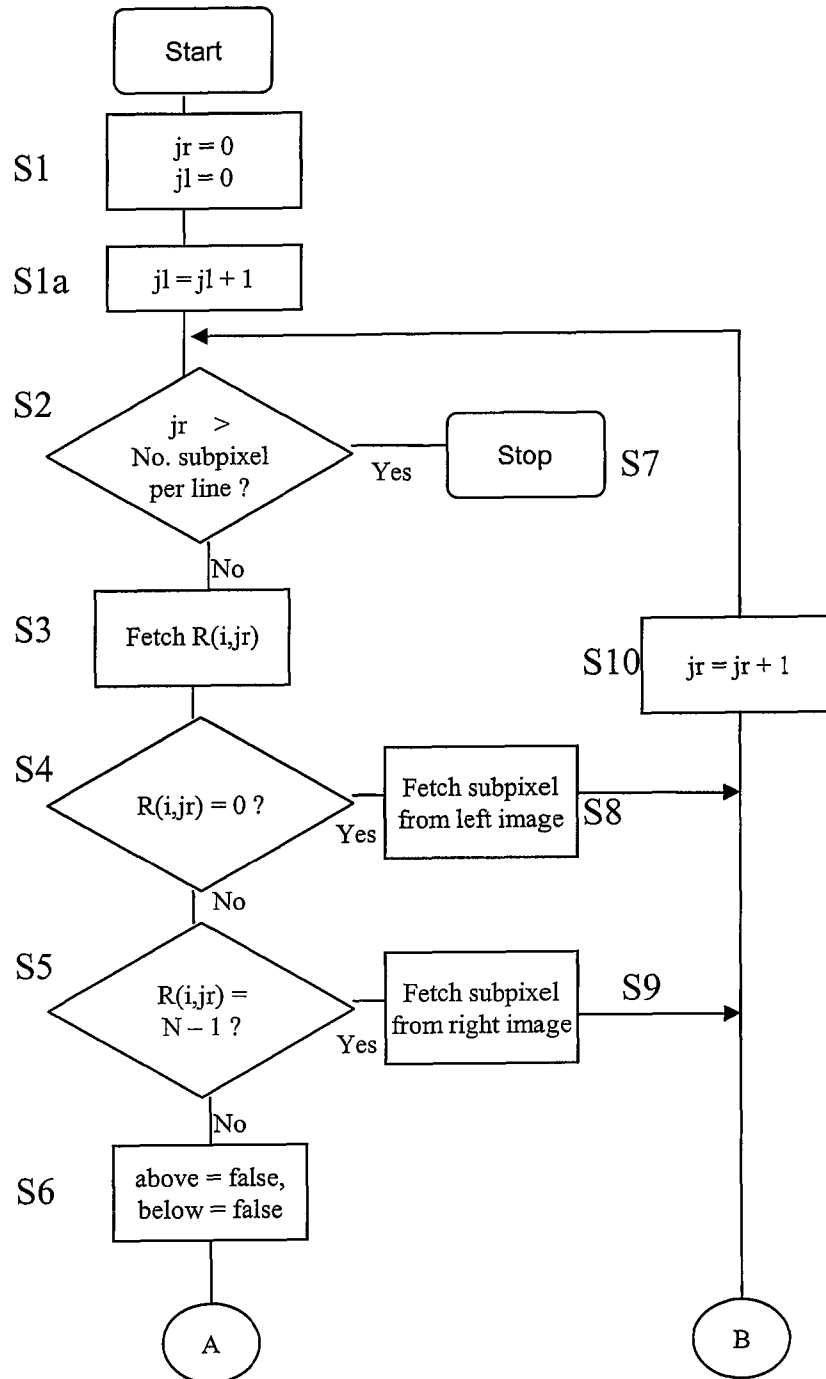 Start
S1
jr = 0
jl = 0
S1a
jl = jl + 1
S2
jr >
No. subpixel
per line ?
Yes
Stop
S7
No
S3
Fetch R(i,jr)
S10
jr = jr + 1
S4
R(i,jr) = 0 ?
Yes
Fetch subpixel
from left image
S8
No
S5
R(i,jr) =
N – 1 ?
Yes
Fetch subpixel
from right image
S9
No
S6
above = false,
below = false
A
B